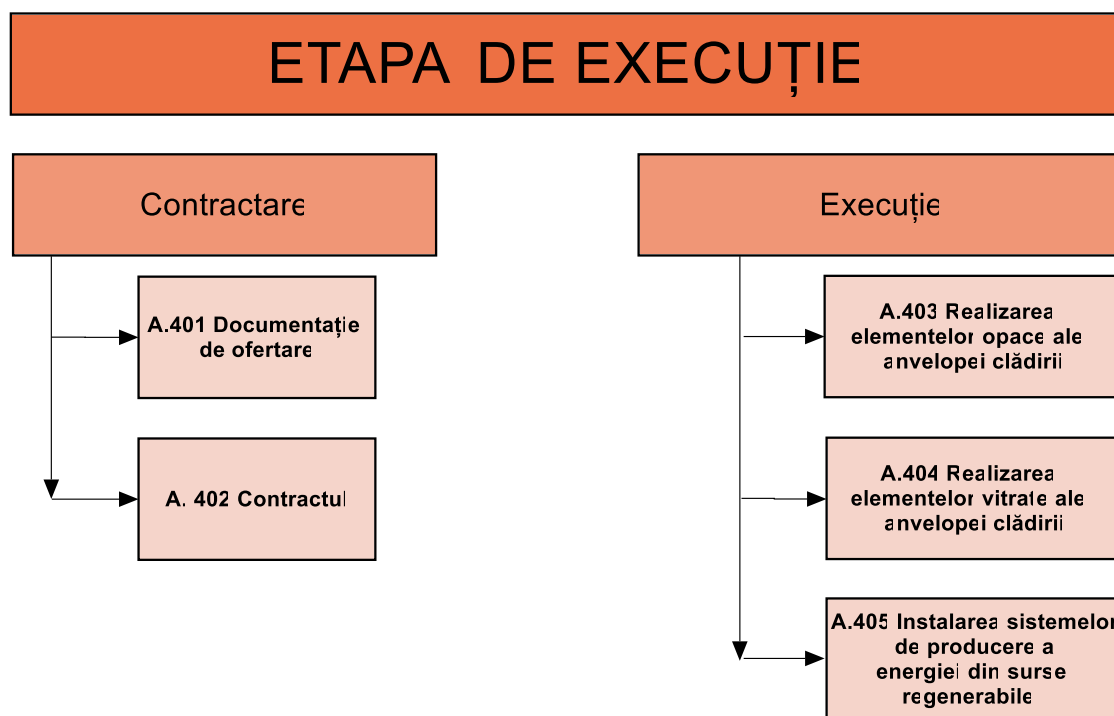 ETAPA DE EXECUȚIE
Contractare
A.401 Documentație
de ofertare
A. 402 Contractul
Execuție
A.403 Realizarea
elementelor opace ale
anvelopei clădirii
A.404 Realizarea
elementelor vitrate ale
anvelopei clădirii
A.405 Instalarea sistemelor
de producere a
energiei din surse
regenerabile